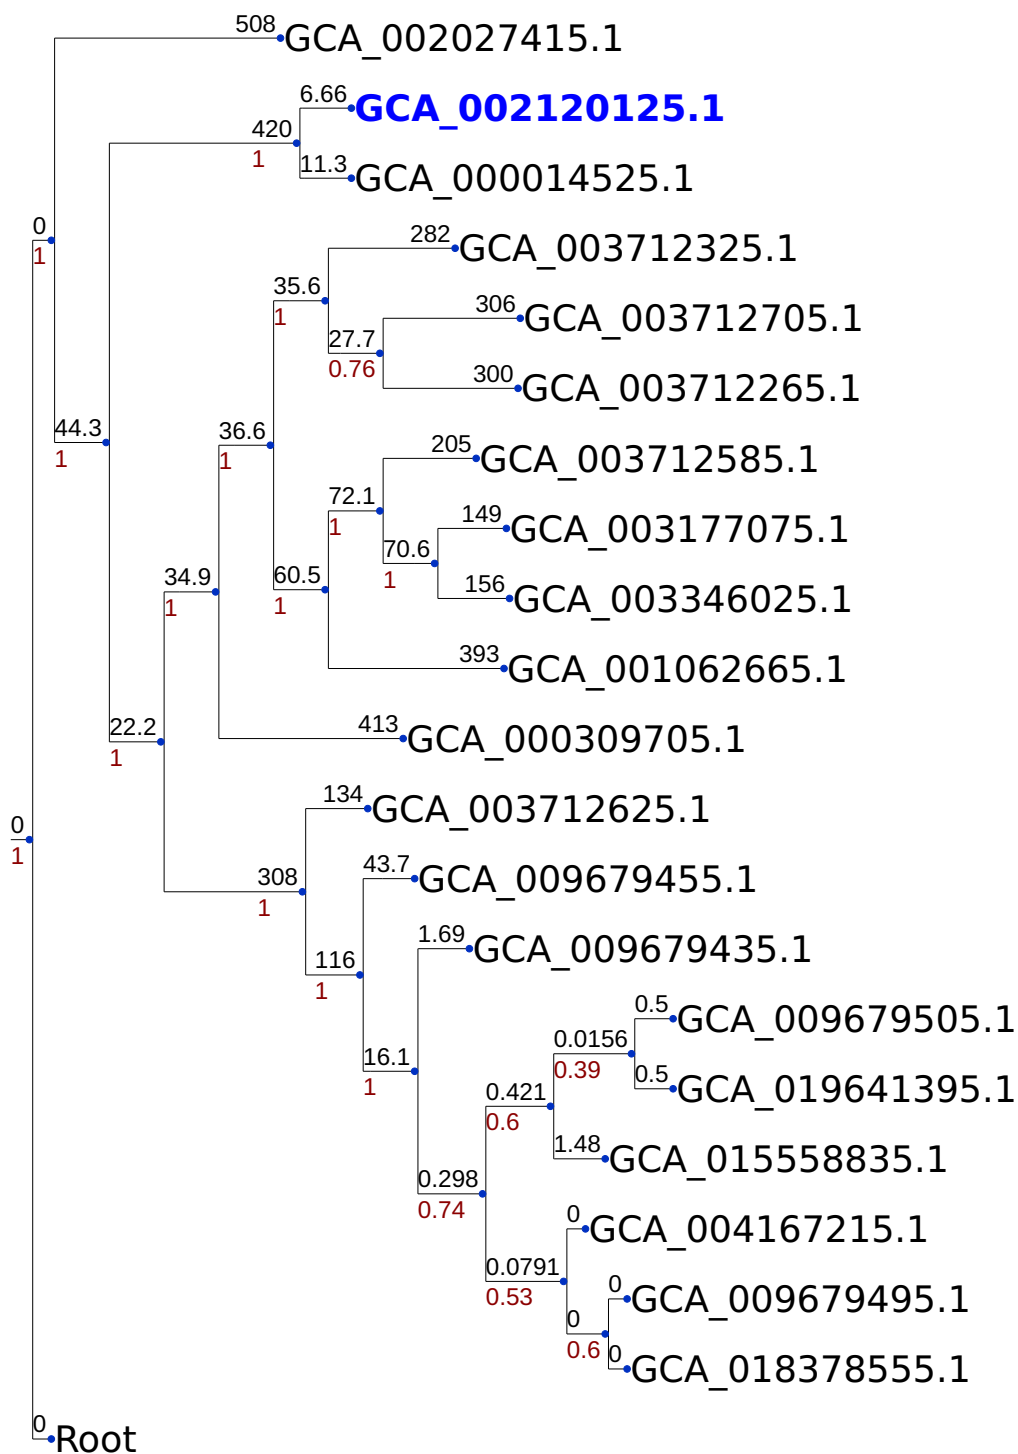 508 GCA_002027415.1
6.66 GCA_002120125.1
420
1
11.3 GCA_000014525.1
0
1
282 GCA_003712325.1
35.6
1
306 GCA_003712705.1
27.7
0.76
300 GCA_003712265.1
44.3
1
36.6
1
205 GCA_003712585.1
72.1
1
149 GCA_003177075.1
70.6
1
34.9
1
60.5
1
156 GCA_003346025.1
393 GCA_001062665.1
22.2
1
413 GCA_000309705.1
134 GCA_003712625.1
0
1
308
1
43.7 GCA_009679455.1
116
1
1.69 GCA_009679435.1
0.5 GCA_009679505.1
0.0156
0.39
16.1
1
0.5 GCA_019641395.1
0.421
0.6
1.48 GCA_015558835.1
0.298
0.74
0 GCA_004167215.1
0.0791
0.53
0 GCA_009679495.1
0
0.6
0 GCA_018378555.1
0 Root